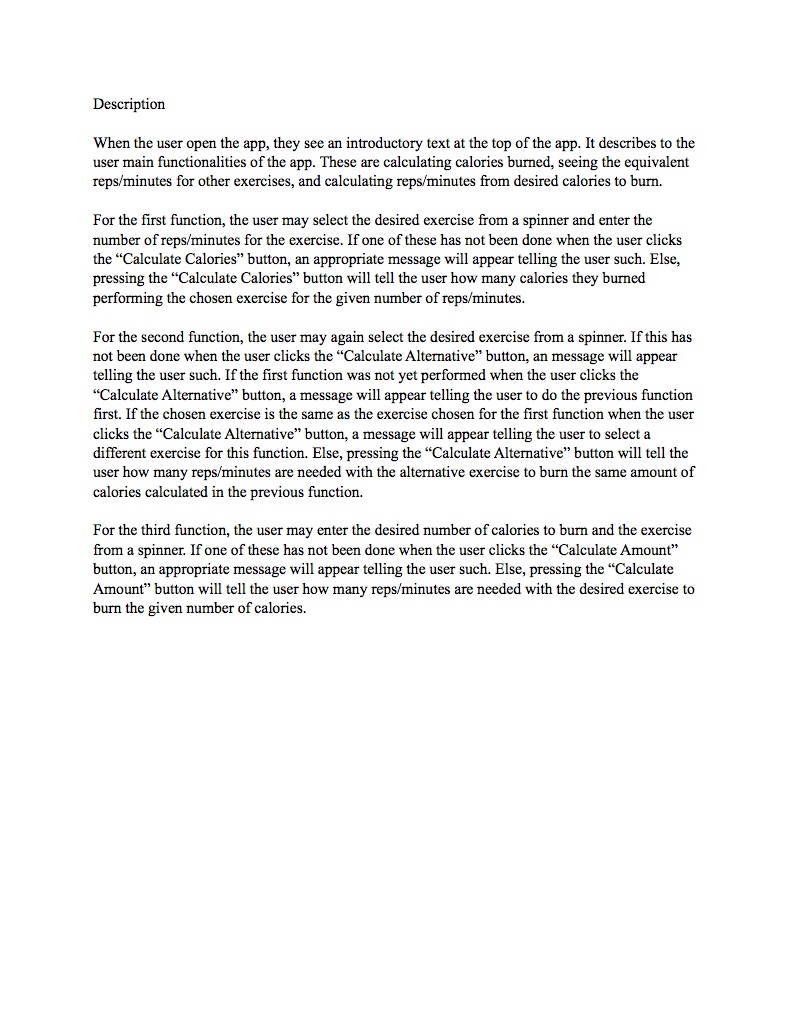 Description
When the user open the app, they see an introductory text at the top of the app. It describes to the
user main functionalities of the app. These are calculating calories burned, seeing the equivalent
reps/minutes for other exercises, and calculating reps/minutes from desired calories to burn.
For the first function, the user may select the desired exercise from a spinner and enter the
number of reps/minutes for the exercise. If one of these has not been done when the user clicks
the “Calculate Calories” button, an appropriate message will appear telling the user such. Else,
pressing the “Calculate Calories” button will tell the user how many calories they burned
performing the chosen exercise for the given number of reps/minutes.
For the second function, the user may again select the desired exercise from a spinner. If this has
not been done when the user clicks the “Calculate Alternative” button, an message will appear
telling the user such. If the first function was not yet performed when the user clicks the
“Calculate Alternative” button, a message will appear telling the user to do the previous function
first. If the chosen exercise is the same as the exercise chosen for the first function when the user
clicks the “Calculate Alternative” button, a message will appear telling the user to select a
different exercise for this function. Else, pressing the “Calculate Alternative” button will tell the
user how many reps/minutes are needed with the alternative exercise to burn the same amount of
calories calculated in the previous function.
For the third function, the user may enter the desired number of calories to burn and the exercise
from a spinner. If one of these has not been done when the user clicks the “Calculate Amount”
button, an appropriate message will appear telling the user such. Else, pressing the “Calculate
Amount” button will tell the user how many reps/minutes are needed with the desired exercise to
burn the given number of calories.